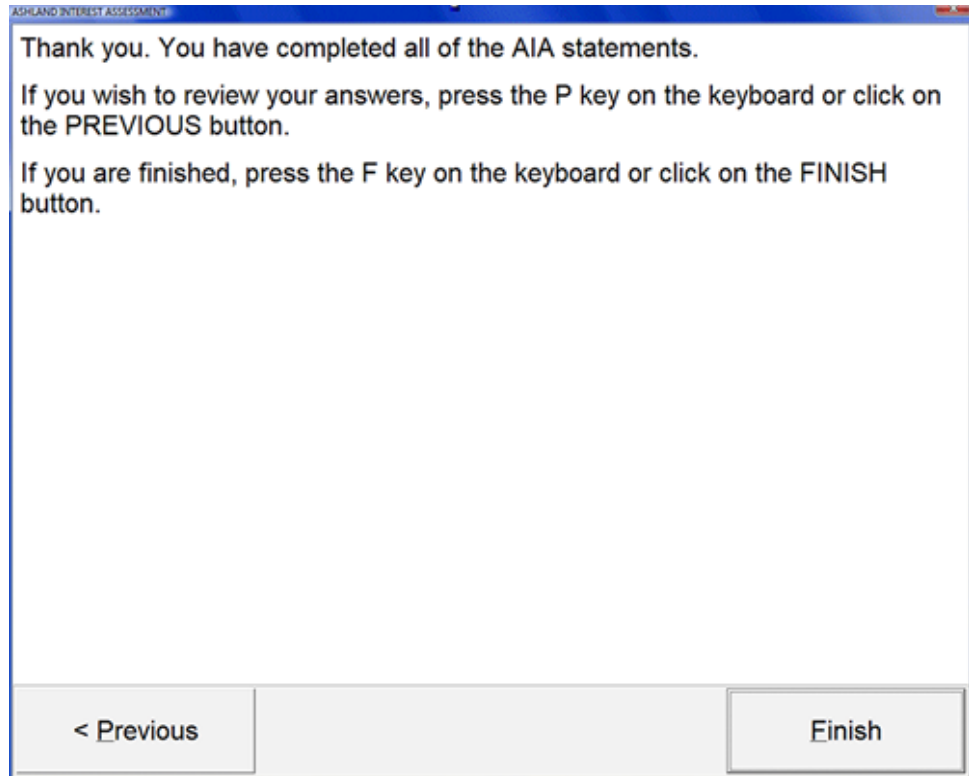 ASHLAND INTEREST ASSESSMENT
Thank you. You have completed all of the AIA statements.
If you wish to review your answers, press the P key on the keyboard or click on
the PREVIOUS button.
If you are finished, press the F key on the keyboard or click on the FINISH
button.
< Previous
Finish